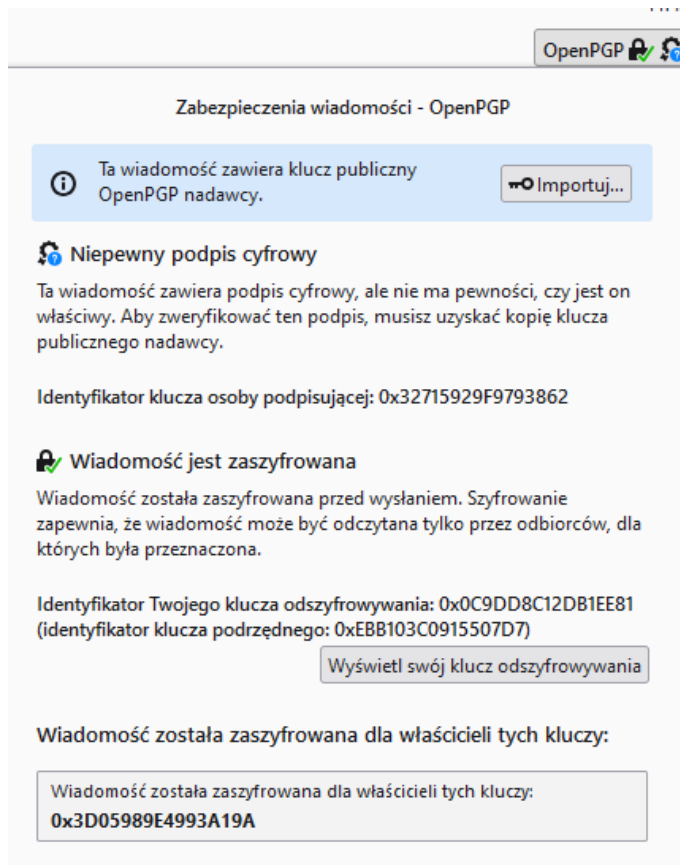 OpenPGP
Zabezpieczenia wiadomości - OpenPGP
Ta wiadomość zawiera klucz publiczny
OpenPGP nadawcy.
Importuj...
Niepewny podpis cyfrowy
Ta wiadomość zawiera podpis cyfrowy, ale nie ma pewności, czy jest on
właściwy. Aby zweryfikować ten podpis, musisz uzyskać kopię klucza
publicznego nadawcy.
Identyfikator klucza osoby podpisującej: 0x32715929F9793862
Wiadomość jest zaszyfrowana
Wiadomość została zaszyfrowana przed wysłaniem. Szyfrowanie
zapewnia, że wiadomość może być odczytana tylko przez odbiorców, dla
których była przeznaczona.
Identyfikator Twojego klucza odszyfrowywania: 0x0C9DD8C12DB1EE81
(identyfikator klucza podrzędnego: 0xEBB103C0915507D7)
Wyświetl swój klucz odszyfrowywania
Wiadomość została zaszyfrowana dla właścicieli tych kluczy:
Wiadomość została zaszyfrowana dla właścicieli tych kluczy:
0x3D05989E4993A19A